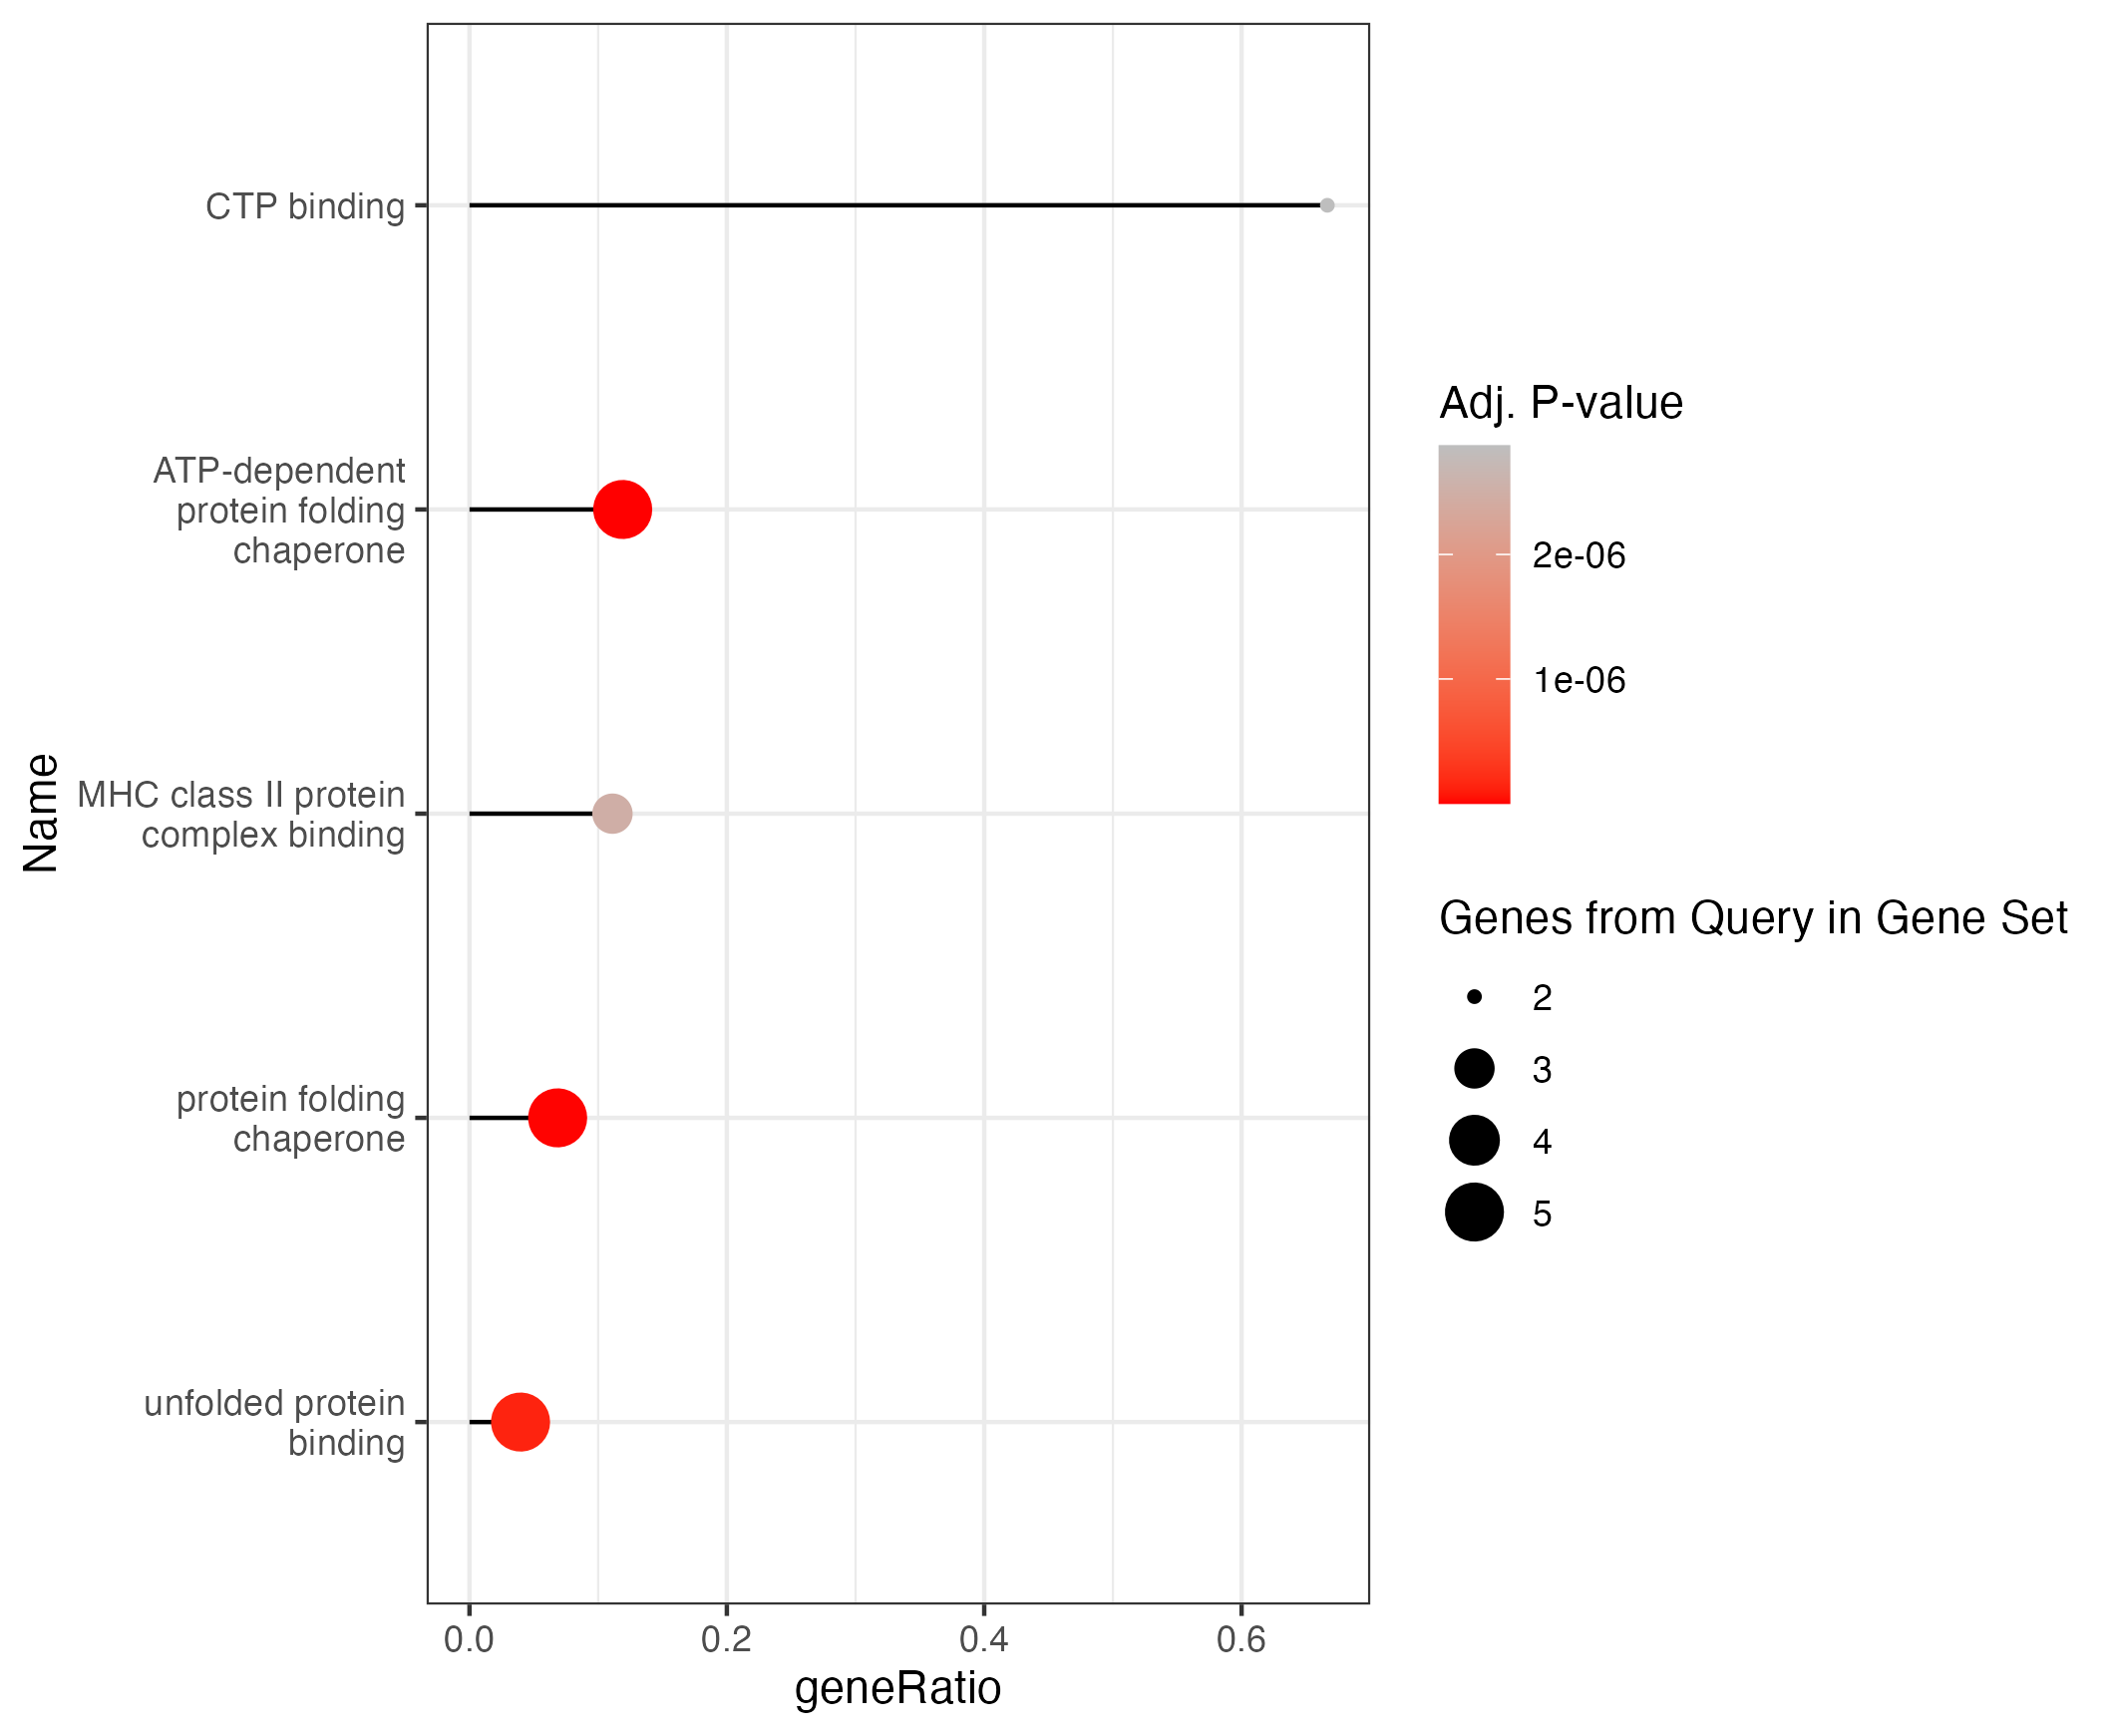 CTP binding
ATP-dependent
protein folding
chaperone
MHC class II protein
complex binding
protein folding
chaperone
unfolded protein
binding
Name
0.0 0.2 0.4 0.6
geneRatio
Adj. P-value
2e-06
1e-06
Genes from Query in Gene Set
2
3
4
5